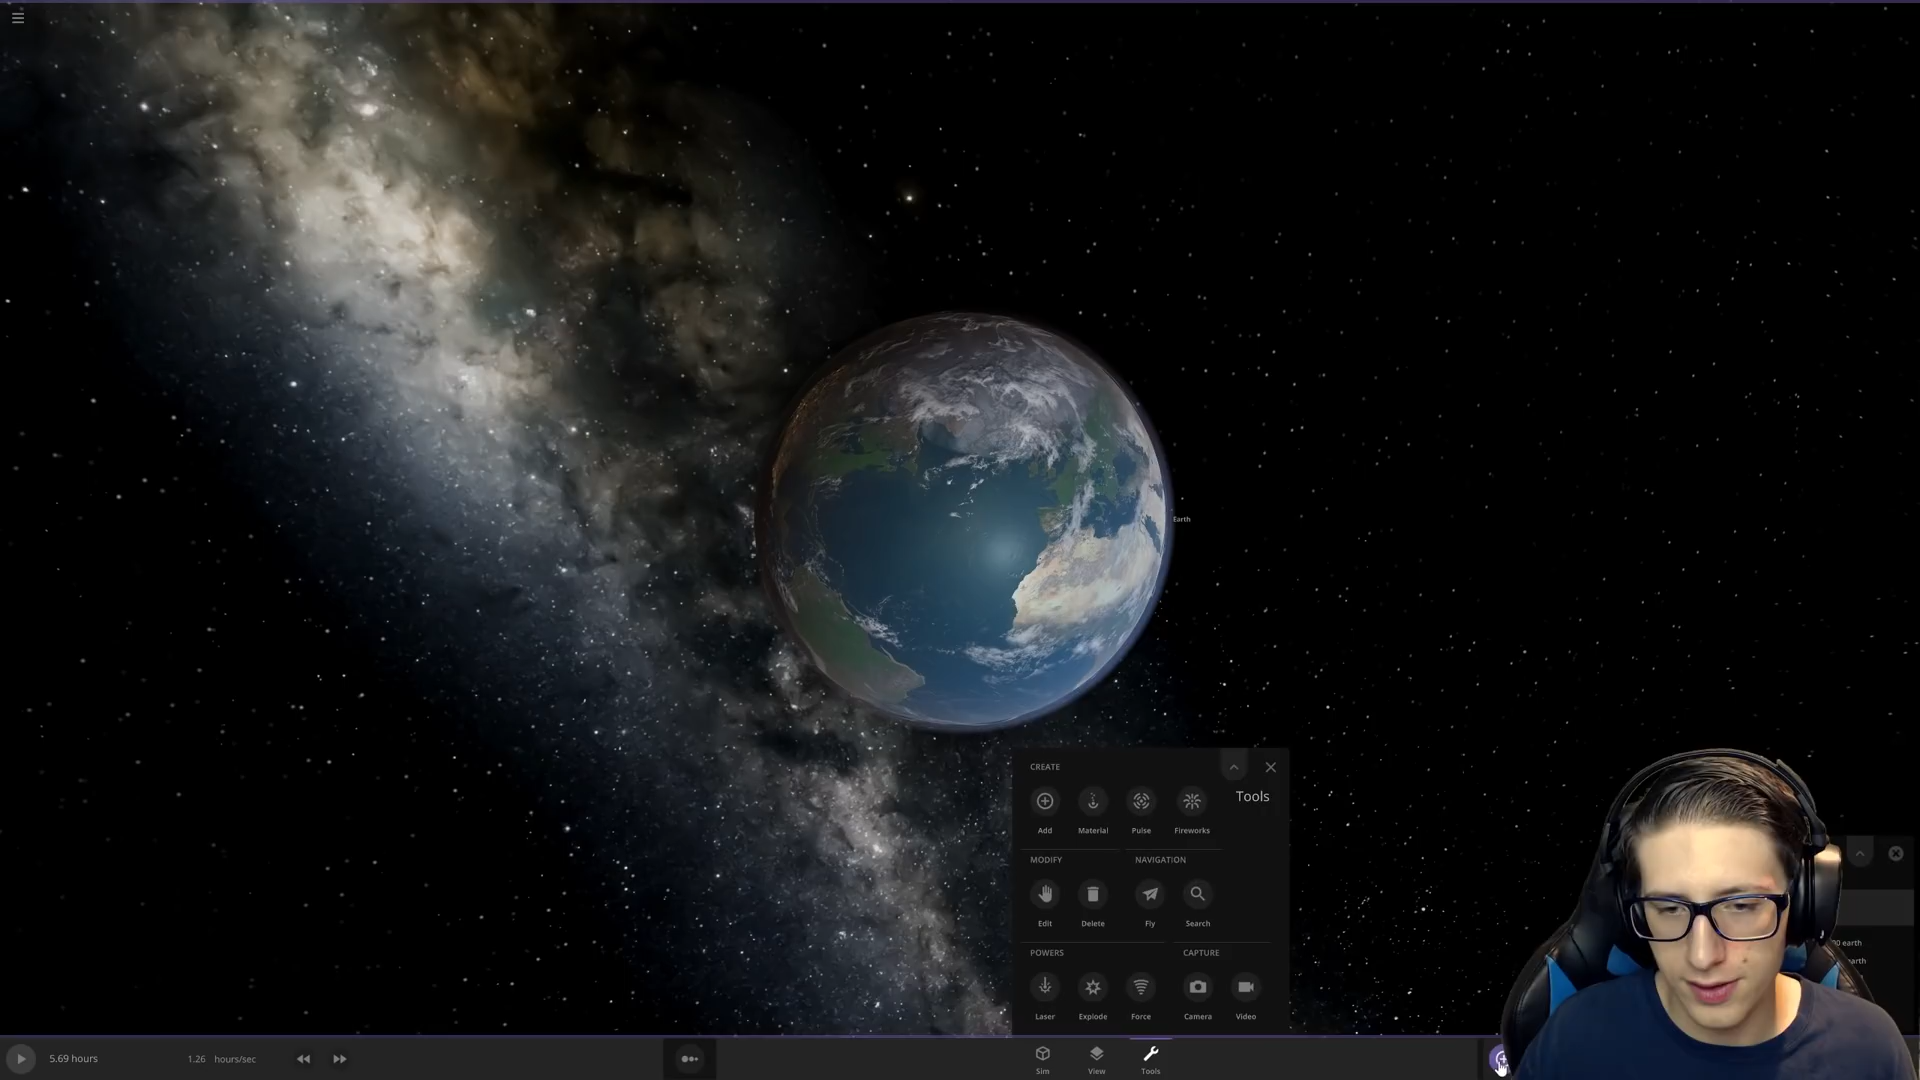 Earth
CREATE
Tools
Add Material Pulse Fireworks
MODIFY NAVIGATION
Edit Delete Fly Search
POWERS CAPTURE
Laser Explode Force Camera Video
earth
5.69 hours 1.26 hours/sec
Sim View Tools